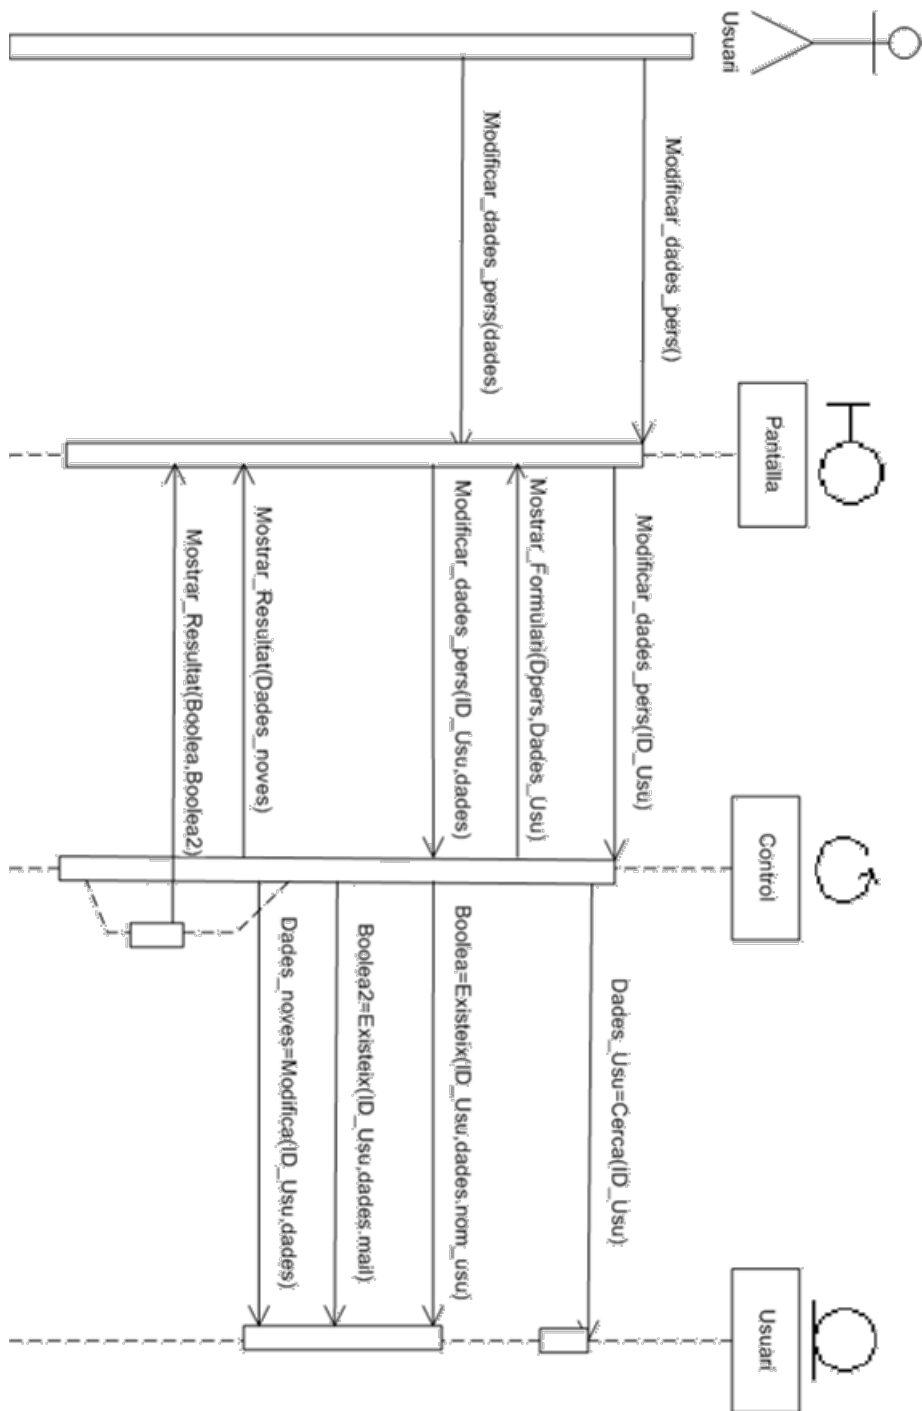 Usuari
Pantalla
Control
Usuari
Modificar_dades_pers()
Modificar_dades_pers(ID_Usu)
Dades_Usu=Cerca(ID_Usu)
Mostrar_Formulari(Dpers,Dades_Usu)
Modificar_dades_pers(dades)
Modificar_dades_pers(ID_Usu,dades)
Boolea=Existeix(ID_Usu,dades.nom_usu)
Boolea2=Existeix(ID_Usu,dades.mail)
Dades_noves=Modifica(ID_Usu,dades)
Mostrar_Resultat(Dades_noves)
Mostrar_Resultat(Boolea,Boolea2)